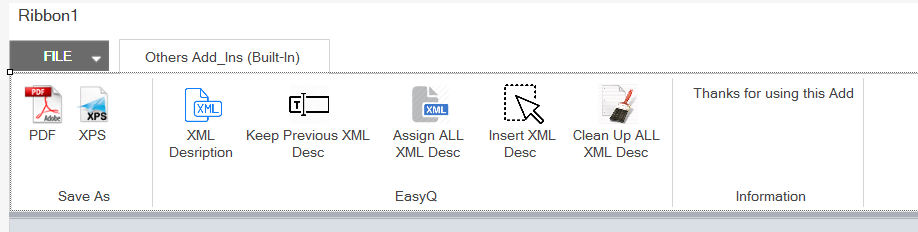 Ribbon1
FILE
Others Add_Ins (Built-In)
PDF
Adobe
XPS
XML
XML
T
Thanks for using this Add
PDF
XPS
XML
Desription
Keep Previous XML
Desc
Assign ALL
XML Desc
Insert XML
Desc
Clean Up ALL
XML Desc
Save As
EasyQ
Information